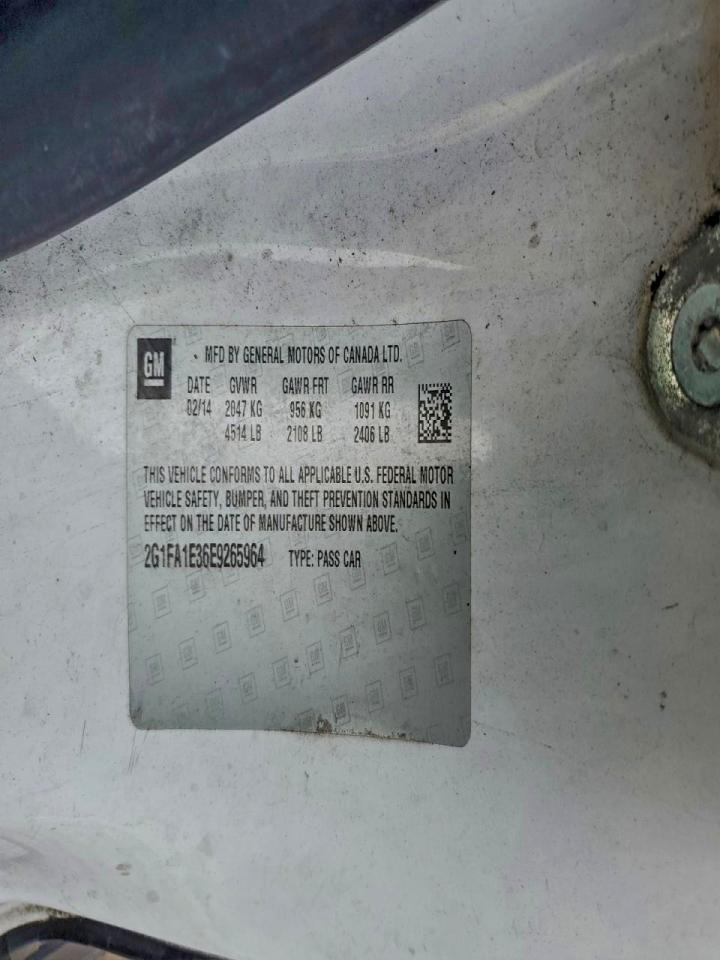 GM
MFD BY GENERAL MOTORS OF CANADA LTD.
DATE GVWR GAWR FRT GAWR RR
02/14 2047 KG 956 KG 1091 KG
4514 LB 2108 LB 2406 LB
THIS VEHICLE CONFORMS TO ALL APPLICABLE U.S. FEDERAL MOTOR
VEHICLE SAFETY, BUMPER, AND THEFT PREVENTION STANDARDS IN
EFFECT ON THE DATE OF MANUFACTURE SHOWN ABOVE.
2G1FA1E36E9265964 TYPE: PASS CAR